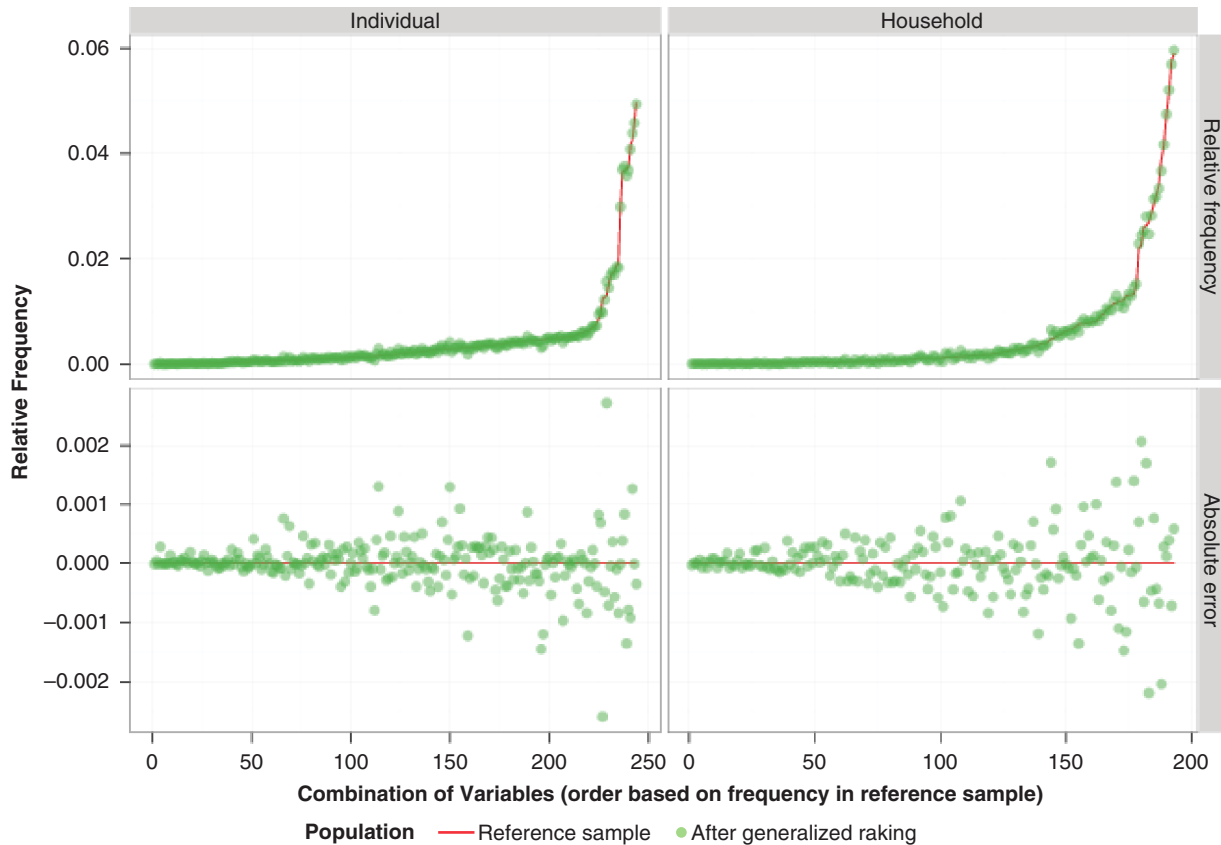 Individual
Household
0.06
0.04
0.02
0.00
Relative frequency
Relative Frequency
0.002
0.001
0.000
−0.001
−0.002
Absolute error
0 50 100 150 200 250
0 50 100 150 200
Combination of Variables (order based on frequency in reference sample)
Population Reference sample After generalized raking